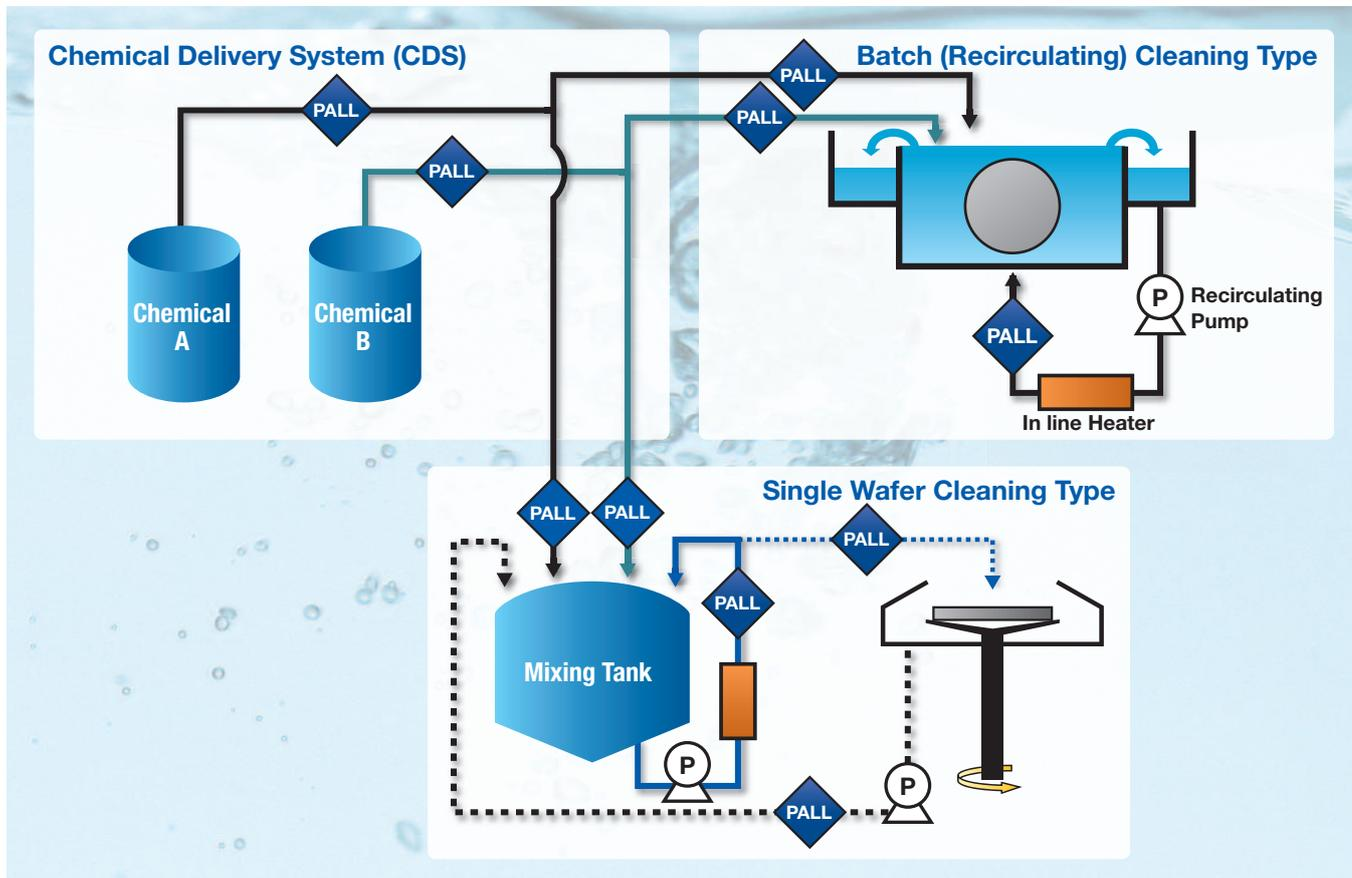 Chemical Delivery System (CDS)
PALL
PALL
Chemical
A
Chemical
B
Batch (Recirculating) Cleaning Type
PALL
PALL
P
Recirculating
Pump
PALL
In line Heater
Single Wafer Cleaning Type
PALL
PALL
PALL
PALL
Mixing Tank
P
P
PALL